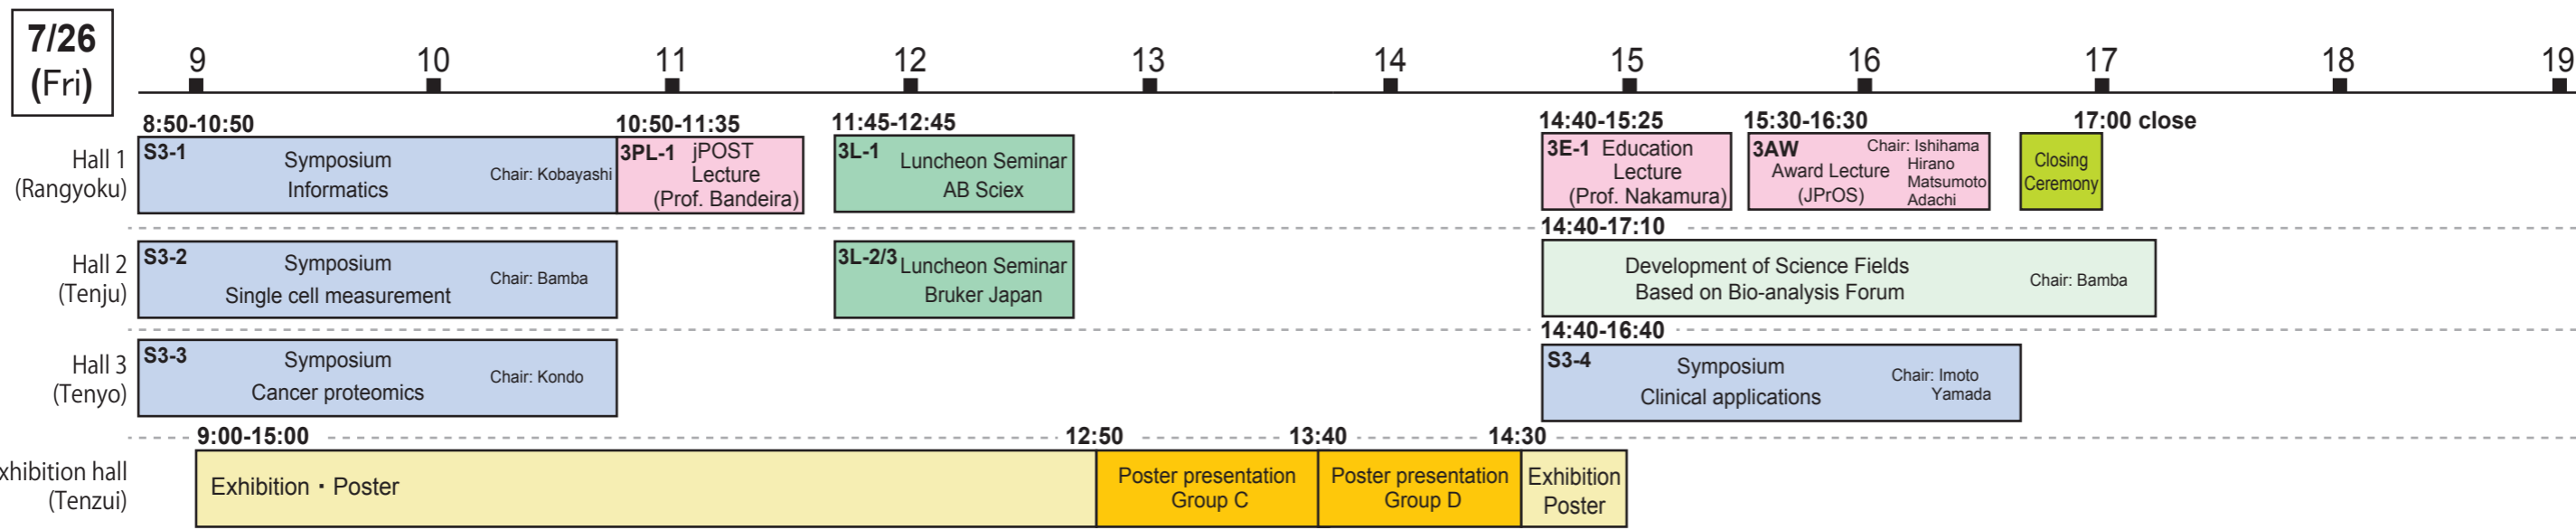 7/26
(Fri)
9 10 11 12 13 14 15 16 17 18 19
8:50-10:50 10:50-11:35 11:45-12:45 14:40-15:25 15:30-16:30 17:00 close
Hall 1
(Rangyoku)
S3-1
Symposium
Informatics
Chair: Kobayashi
3PL-1 jPOST
Lecture
(Prof. Bandeira)
3L-1
Luncheon Seminar
AB Sciex
3E-1 Education
Lecture
(Prof. Nakamura)
3AW
Award Lecture
(JPrOS)
Chair: Ishihama
Hirano
Matsumoto
Adachi
Closing
Ceremony
14:40-17:10
Hall 2
(Tenju)
S3-2
Symposium
Single cell measurement
Chair: Bamba
3L-2/3
Luncheon Seminar
Bruker Japan
Development of Science Fields
Based on Bio-analysis Forum
Chair: Bamba
14:40-16:40
Hall 3
(Tenyo)
S3-3
Symposium
Cancer proteomics
Chair: Kondo
S3-4
Symposium
Clinical applications
Chair: Imoto
Yamada
9:00-15:00 12:50 13:40 14:30
xhibition hall
(Tenzui)
Exhibition・Poster
Poster presentation
Group C
Poster presentation
Group D
Exhibition
Poster